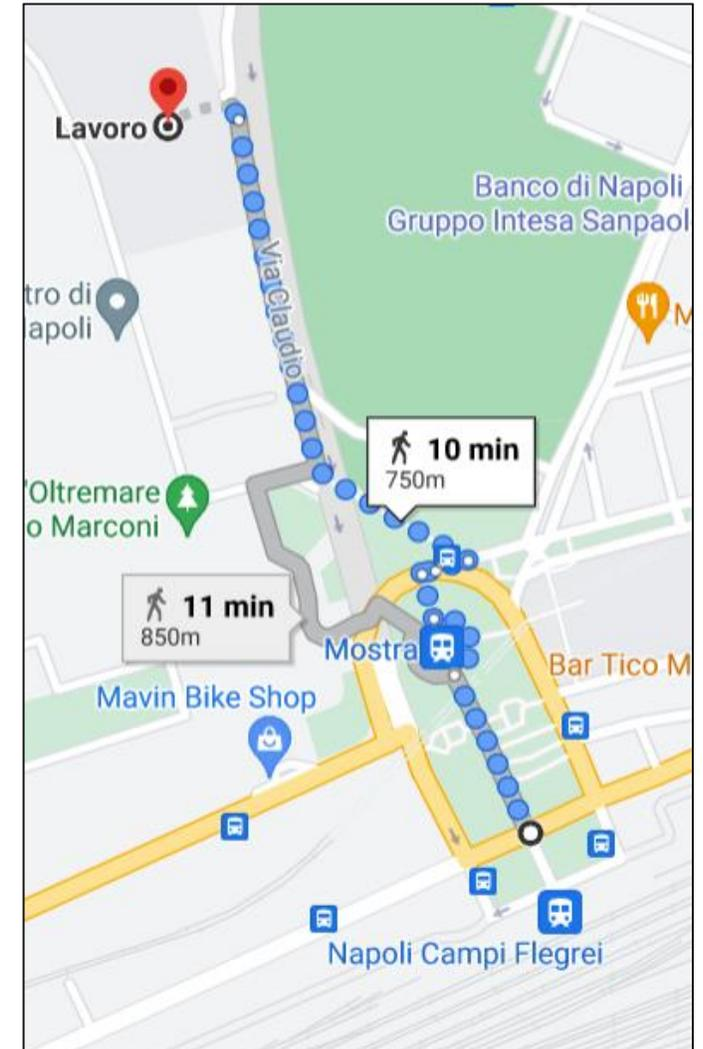 Lavoro
Banco di Napoli
Gruppo Intesa Sanpaol
tro di
apoli
M
Via Claudio
10 min
750m
'Oltremare
o Marconi
11 min
850m
Mostra
Bar Tico M
Mavin Bike Shop
Napoli Campi Flegrei